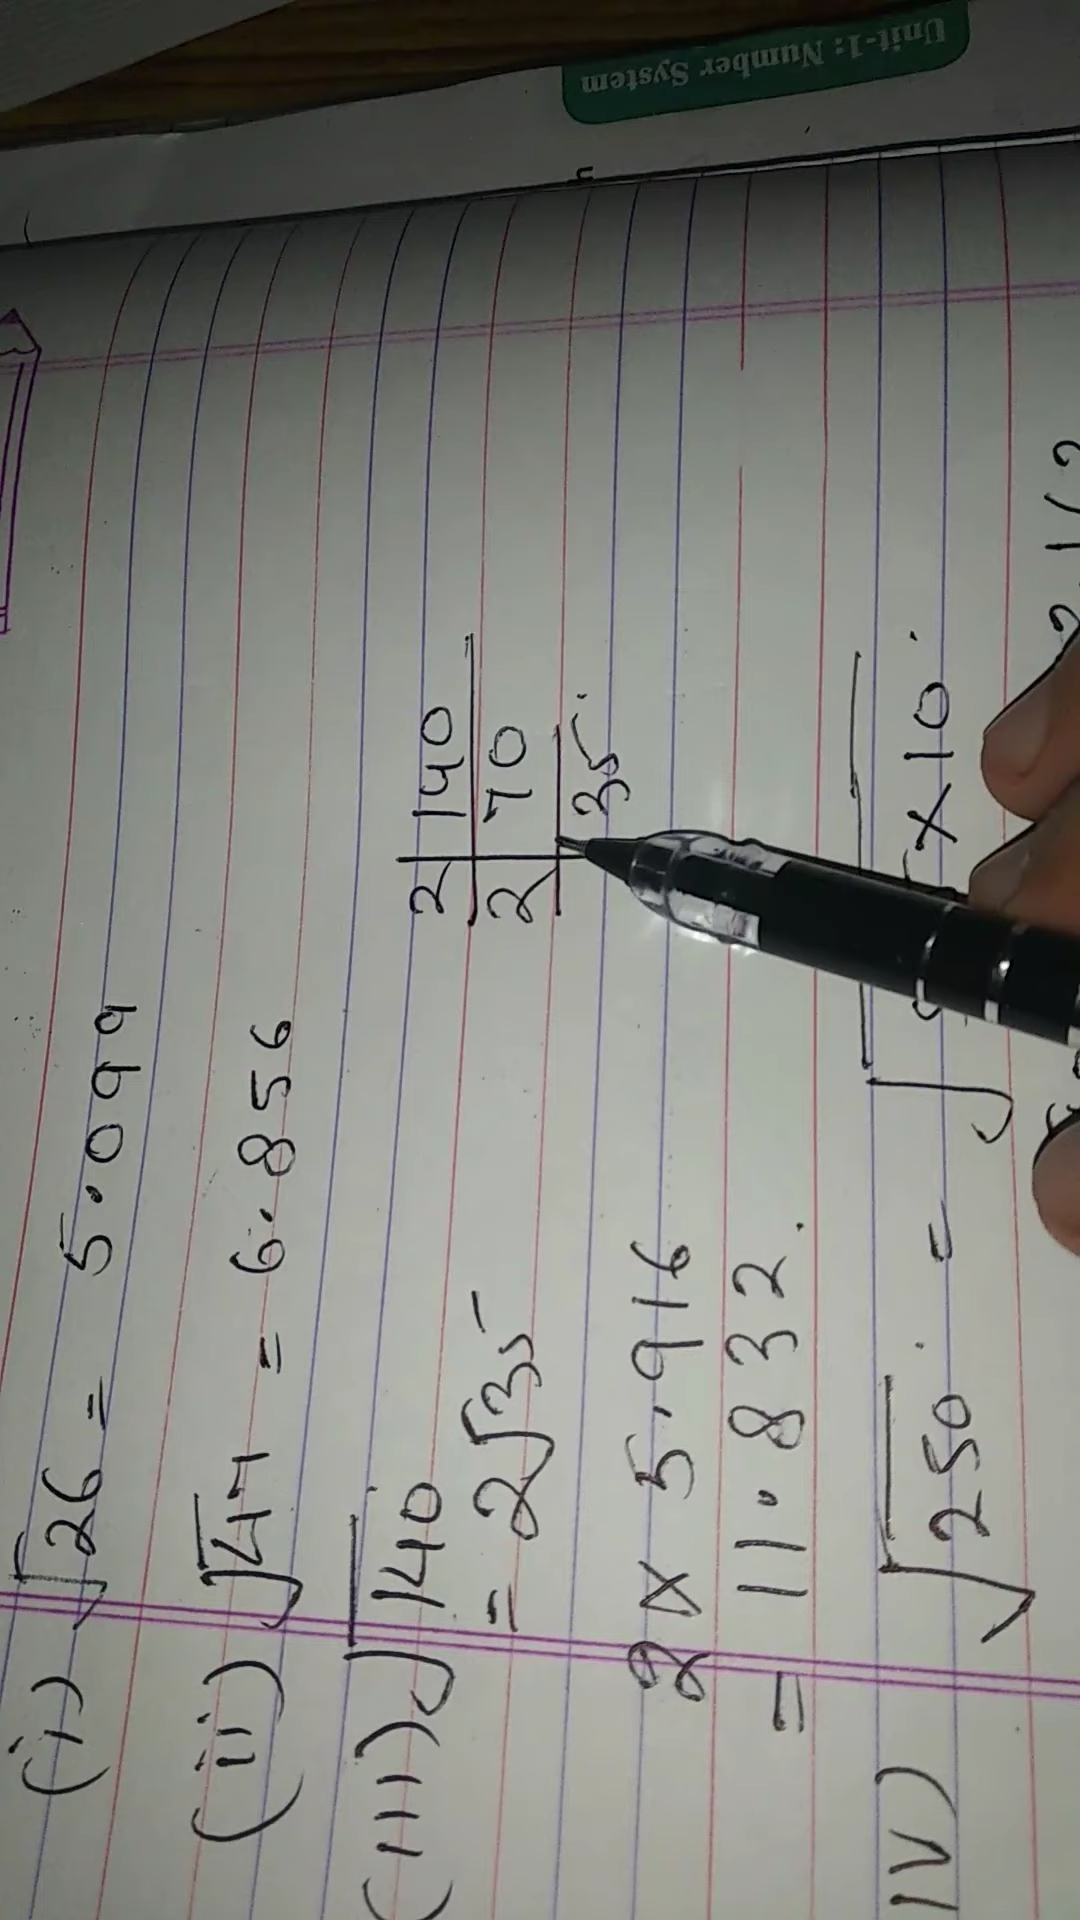 Unit-1: Number System
(i) √26 = 5.099
(ii) √47 = 6.856
(iii) √140
= 2√35
2 | 140
2 | 70
35
2 × 5.916
= 11.832
iv) √250 = √ × 10